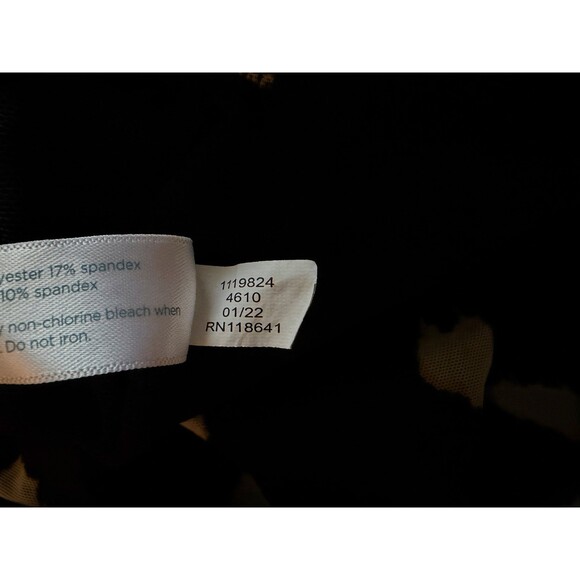 yester 17% spandex
10% spandex
y non-chlorine bleach when
. Do not iron.
1119824
4610
01/22
RN118641